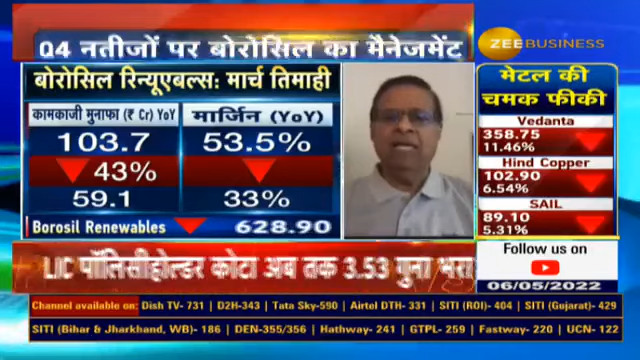 Q4 नतीजों पर बोरोसिल का मैनेजमेंट
ZEEBUSINESS
बोरोसिल रिन्यूएबल्स: मार्च तिमाही
कामकाजी मुनाफा (₹ Cr) YoY
मार्जिन (YoY)
103.7
53.5%
43%
59.1
33%
Borosil Renewables 628.90
मेटल की
चमक फीकी
Vedanta
358.75
11.46%
Hind Copper
102.90
6.54%
SAIL
89.10
5.31%
Follow us on
06/05/2022
LIC पॉलिसीहोल्डर कोटा अब तक 3.53 गुना भरा
Channel available on: Dish TV- 731 | D2H-343 | Tata Sky-590 | Airtel DTH- 331 | SITI (ROI)- 404 | SITI (Gujarat)- 429
SITI (Bihar & Jharkhand, WB)- 186 | DEN-355/356 | Hathway- 241 | GTPL- 259 | Fastway- 220 | UCN- 122